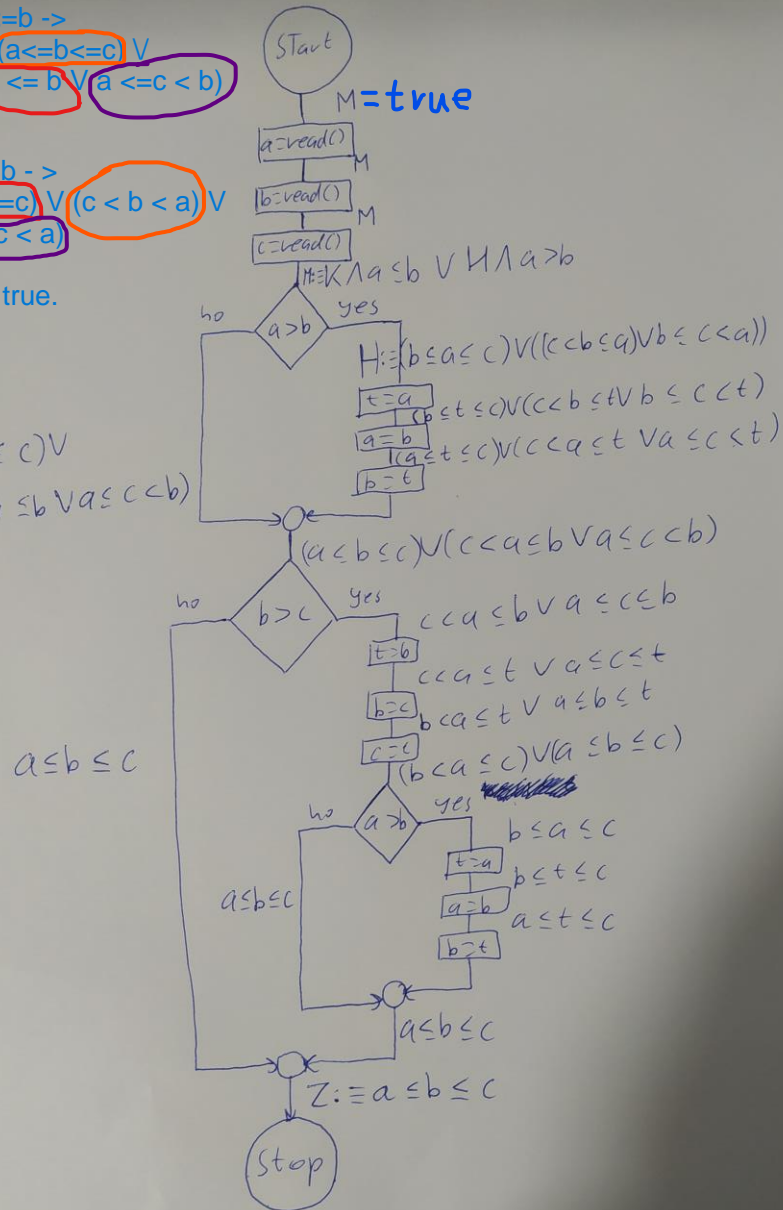 =b ->
(a<=b<=c) V
<= b V a <=c < b)
STart
M=true
a=read()
M
b ->
=c) V (c < b < a) V
b=read()
M
c < a)
c=read()
M:≡K∧a≤b ∨ H∧a>b
true.
no
a>b
yes
H:≡(b≤a≤c)∨((c<b≤a)∨b≤c<a))
t=a
(b≤t≤c)∨(c<b≤t∨b≤c<t)
a=b
(a≤t≤c)∨(c<a≤t∨a≤c<t)
≤ c)∨
b=t
≤b∨a≤c<b)
(a≤b≤c)∨(c<a≤b∨a≤c<b)
no
b>c
yes
c<a≤b∨a≤c≤b
t=b
c<a≤t∨a≤c≤t
b=c
b<a≤t∨a≤b≤t
a≤b≤c
(b<a≤c)∨(a≤b≤c)
no
a>b
yes
b≤a≤c
t=a
b≤t≤c
a≤b≤c
a=b
a≤t≤c
b=t
a≤b≤c
Z:≡a≤b≤c
Stop